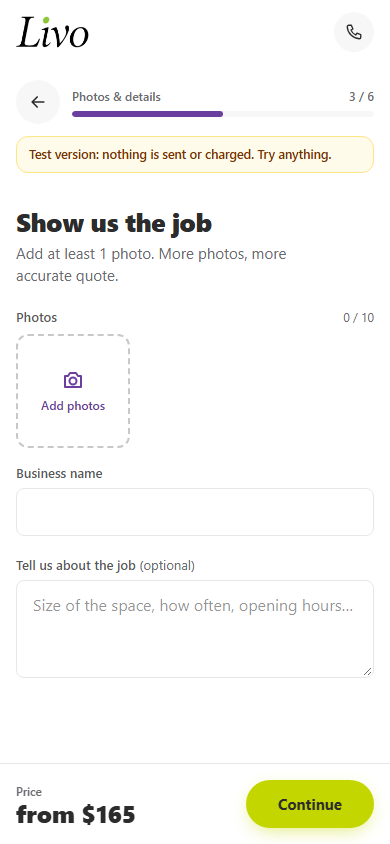 Livo
Photos & details
3 / 6
Test version: nothing is sent or charged. Try anything.
Show us the job
Add at least 1 photo. More photos, more
accurate quote.
Photos
0 / 10
Add photos
Business name
Tell us about the job (optional)
Size of the space, how often, opening hours...
Price
from $165
Continue